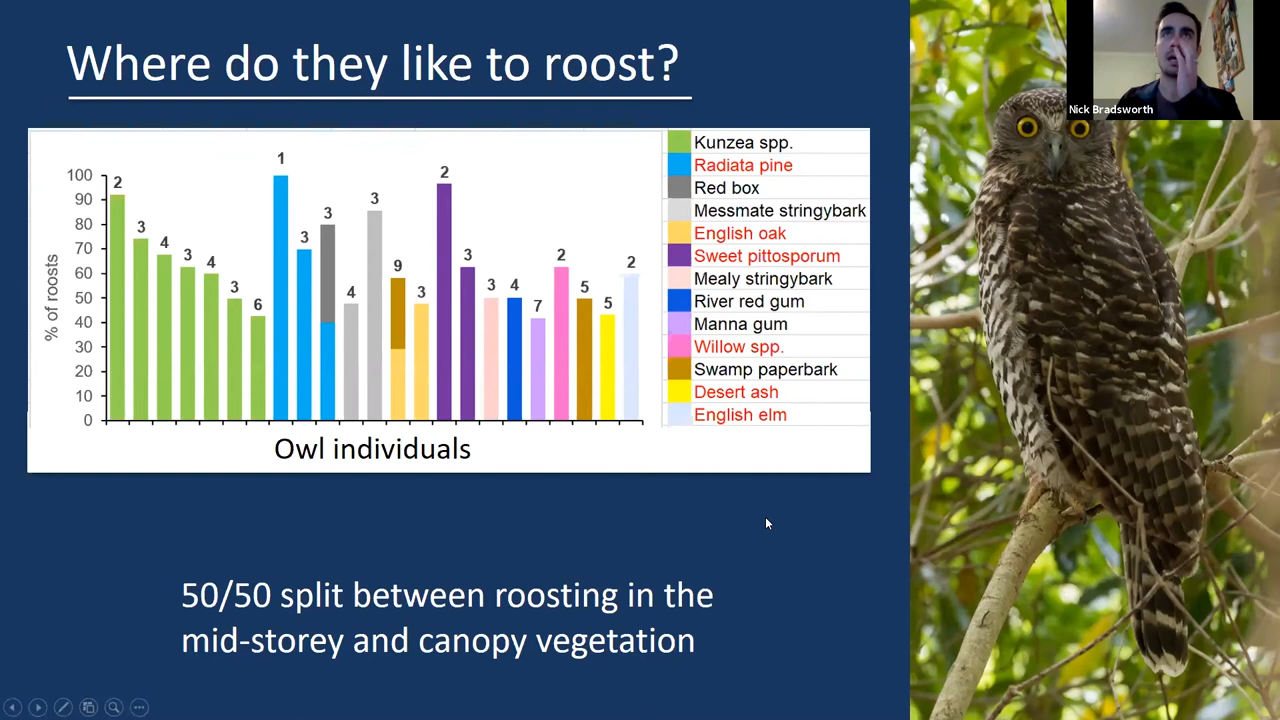 Where do they like to roost?
Nick Bradsworth
% of roosts
100
90
80
70
60
50
40
30
20
10
0
2
3
4
3
4
3
6
1
3
3
4
3
9
3
2
3
3
4
7
2
5
5
2
Owl individuals
Kunzea spp.
Radiata pine
Red box
Messmate stringybark
English oak
Sweet pittosporum
Mealy stringybark
River red gum
Manna gum
Willow spp.
Swamp paperbark
Desert ash
English elm
50/50 split between roosting in the
mid-storey and canopy vegetation